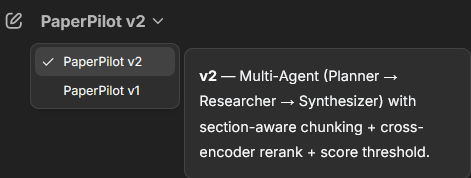 PaperPilot v2
PaperPilot v2
PaperPilot v1
v2 — Multi-Agent (Planner →
Researcher → Synthesizer) with
section-aware chunking + cross-
encoder rerank + score threshold.